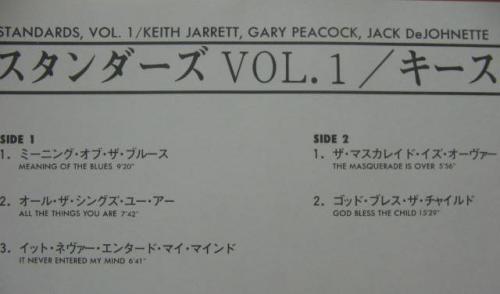 STANDARDS, VOL. 1/KEITH JARRETT, GARY PEACOCK, JACK DeJOHNETTE
スタンダーズ VOL.1／キース
SIDE 1
1. ミーニング・オブ・ザ・ブルース
MEANING OF THE BLUES 9'20"
2. オール・ザ・シングズ・ユー・アー
ALL THE THINGS YOU ARE 7'42"
3. イット・ネヴァー・エンタード・マイ・マインド
IT NEVER ENTERED MY MIND 6'41"
SIDE 2
1. ザ・マスカレイド・イズ・オーヴァー
THE MASQUERADE IS OVER 5'56"
2. ゴッド・ブレス・ザ・チャイルド
GOD BLESS THE CHILD 15'29"